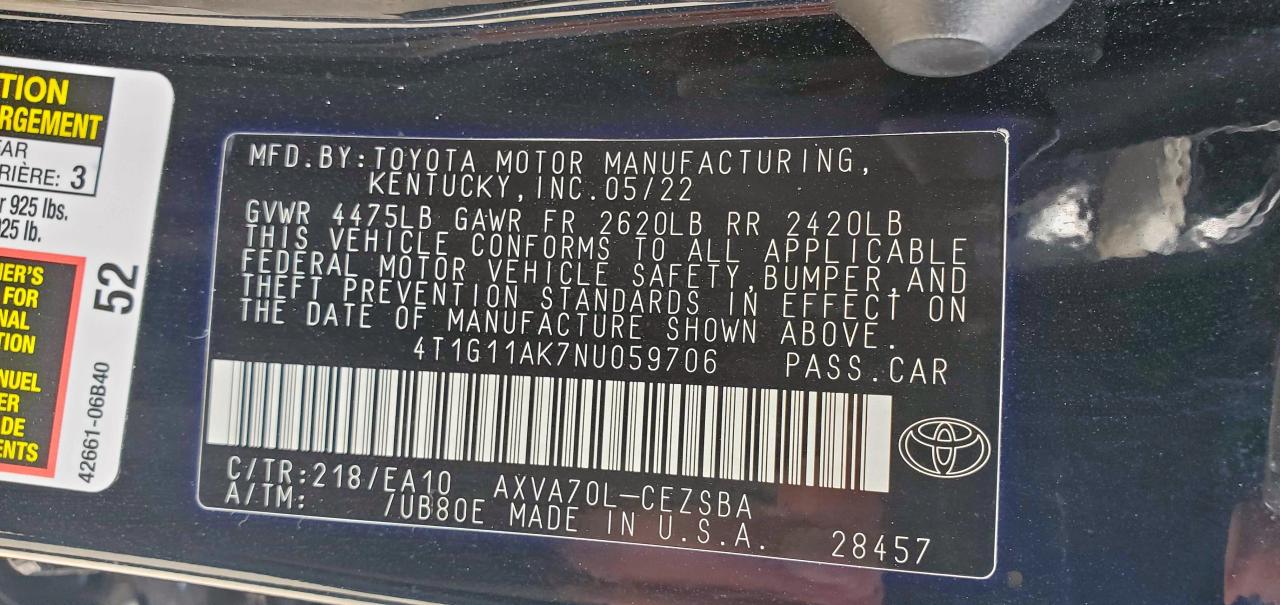 TION
RGEMENT
AR
RIÈRE: 3
r 925 lbs.
25 lb.
ER'S
FOR
NAL
TION
NUEL
ER
DE
ENTS
52
42661-06B40
MFD.BY:TOYOTA MOTOR MANUFACTURING,
KENTUCKY,INC.05/22
GVWR 4475LB GAWR FR 2620LB RR 2420LB
THIS VEHICLE CONFORMS TO ALL APPLICABLE
FEDERAL MOTOR VEHICLE SAFETY,BUMPER,AND
THEFT PREVENTION STANDARDS IN EFFECT ON
THE DATE OF MANUFACTURE SHOWN ABOVE.
4T1G11AK7NU059706 PASS.CAR
C/TR:218/EA10 AXVA70L-CEZSBA
A/TM: /UB80E MADE IN U.S.A. 28457